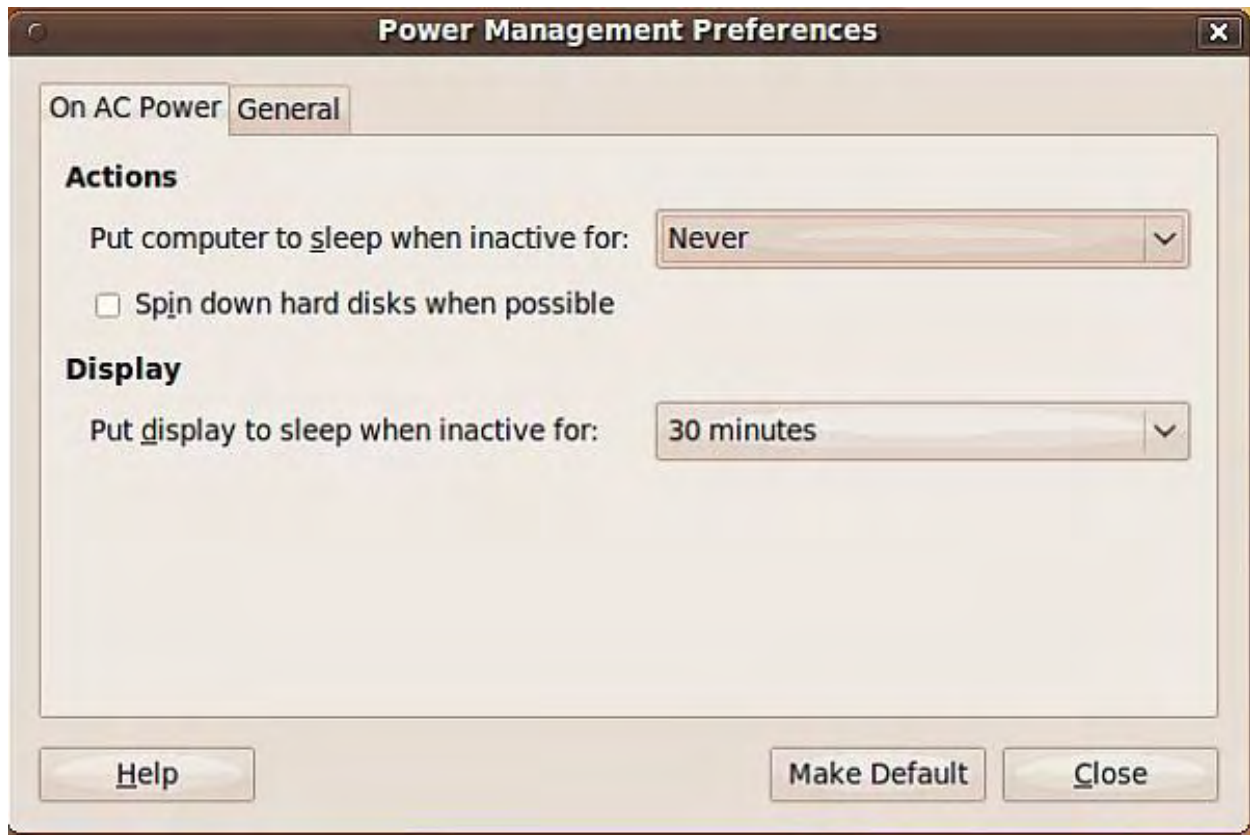 Power Management Preferences
On AC Power General
Actions
Put computer to sleep when inactive for: Never
Spin down hard disks when possible
Display
Put display to sleep when inactive for: 30 minutes
Help Make Default Close